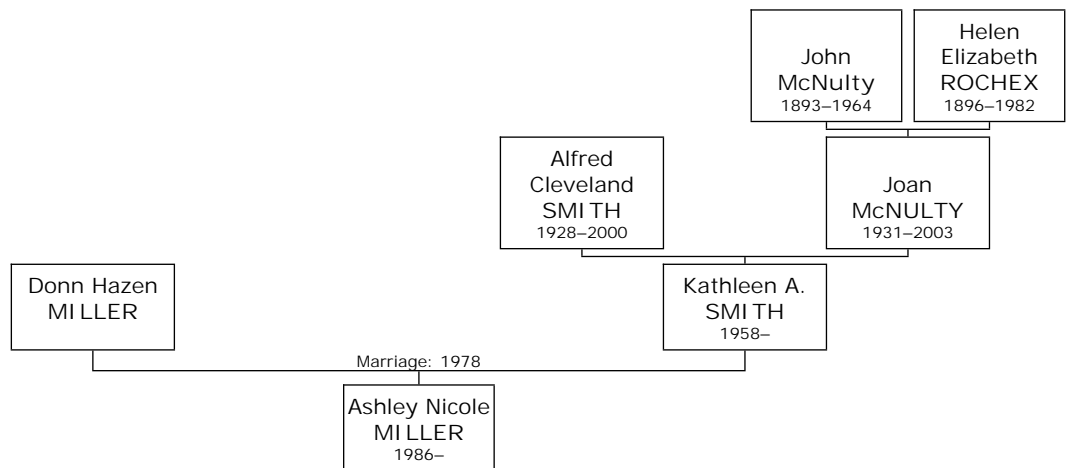 John
McNulty
1893–1964
Helen
Elizabeth
ROCHEX
1896–1982
Alfred
Cleveland
SMITH
1928–2000
Joan
McNULTY
1931–2003
Donn Hazen
MILLER
Kathleen A.
SMITH
1958–
Marriage: 1978
Ashley Nicole
MILLER
1986–